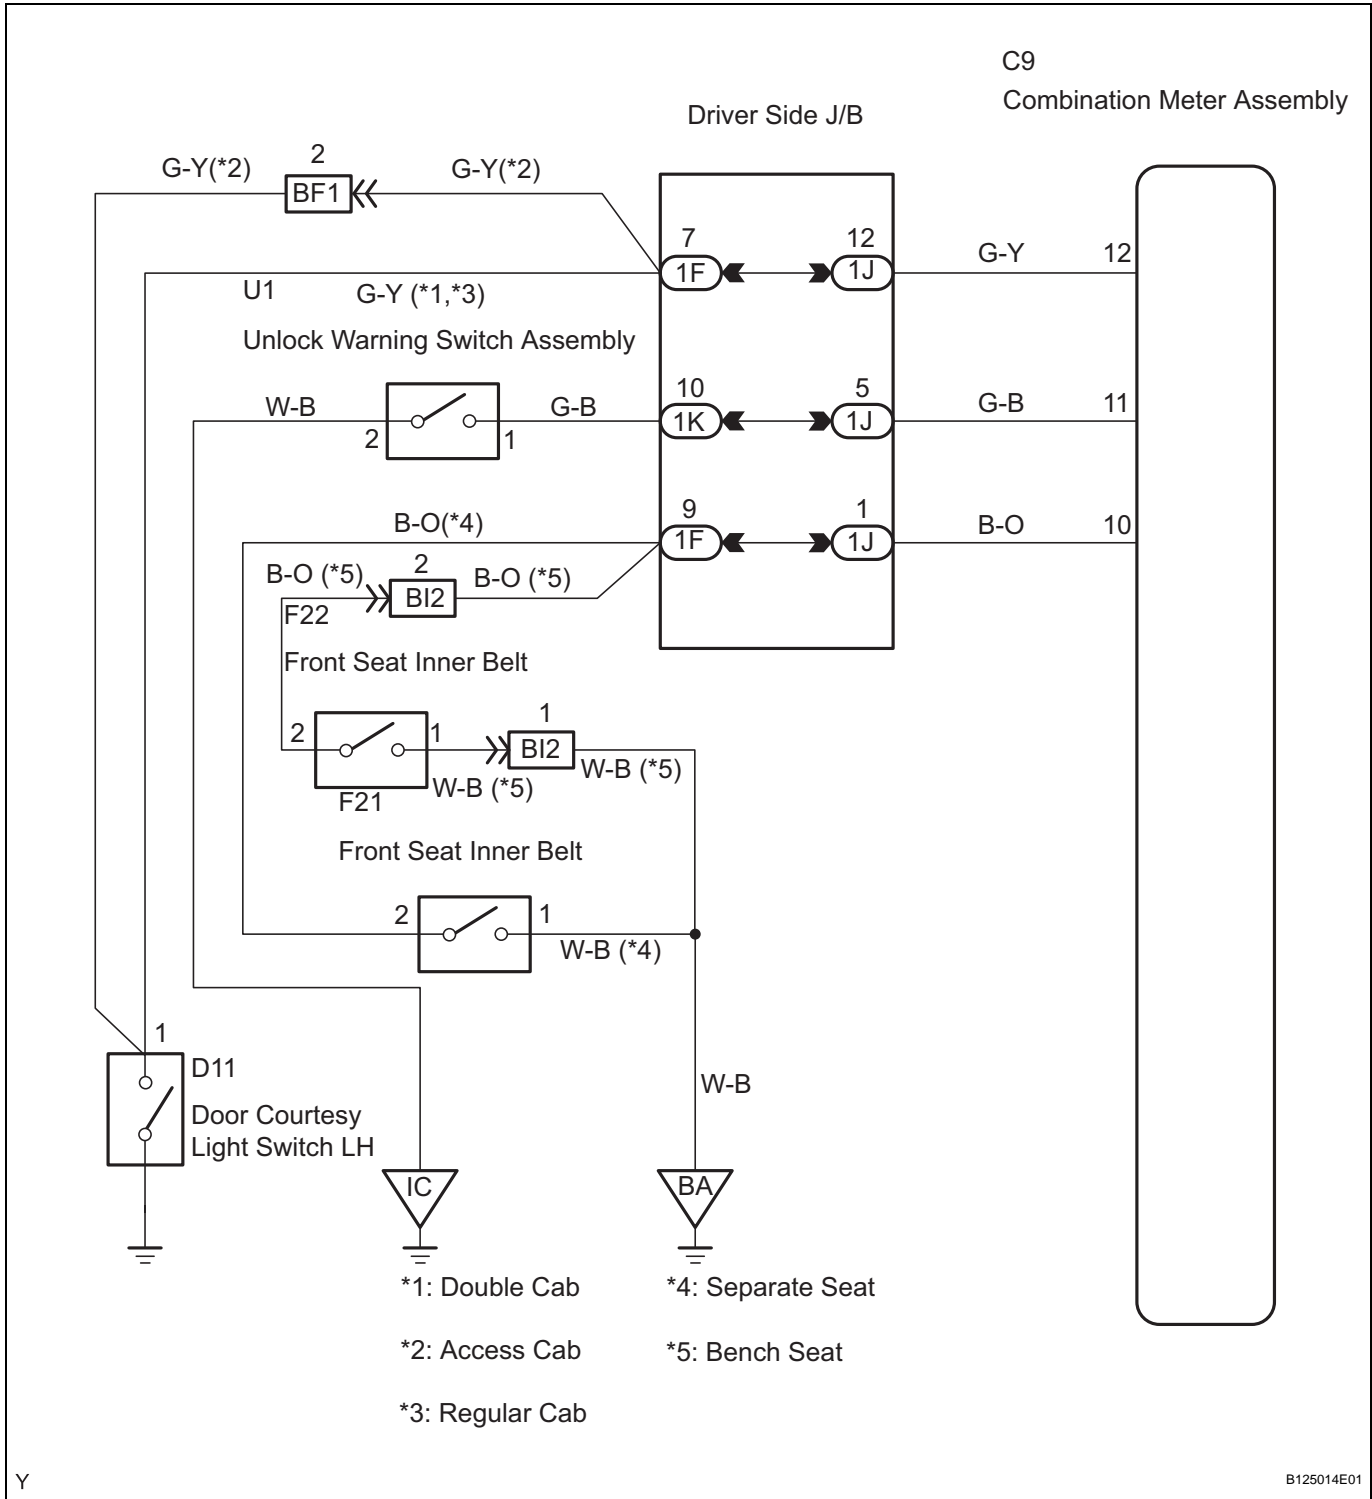 C9
Combination Meter Assembly
Driver Side J/B
G-Y(*2)
2
BF1
G-Y(*2)
7
1F
12
1J
G-Y
12
U1
G-Y (*1,*3)
Unlock Warning Switch Assembly
W-B
2
1
G-B
10
1K
5
1J
G-B
11
B-O(*4)
9
1F
1
1J
B-O
10
B-O (*5)
2
BI2
B-O (*5)
F22
Front Seat Inner Belt
2
1
1
BI2
W-B (*5)
W-B (*5)
F21
Front Seat Inner Belt
2
1
W-B (*4)
1
D11
Door Courtesy
Light Switch LH
W-B
IC
BA
*1: Double Cab
*4: Separate Seat
*2: Access Cab
*5: Bench Seat
*3: Regular Cab
Y
B125014E01